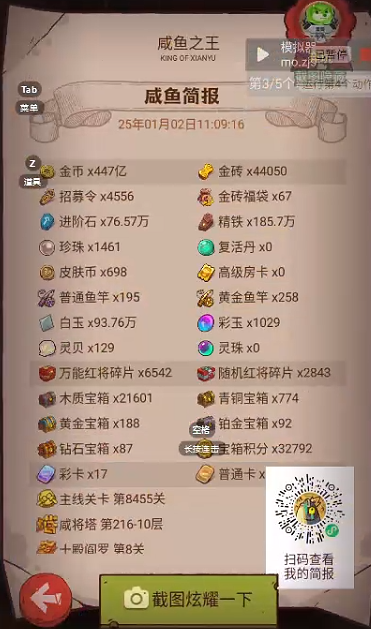 咸鱼之王
KING OF XIANYU
模拟器
已暂停
mo.zjs
第3/5个
Tab
菜单
咸鱼简报
25年01月02日11:09:16
Z
道具
金币 x447亿 金砖 x44050
招募令 x4556 金砖福袋 x67
进阶石 x76.57万 精铁 x185.7万
珍珠 x1461 复活丹 x0
皮肤币 x698 高级房卡 x0
普通鱼竿 x195 黄金鱼竿 x258
白玉 x93.76万 彩玉 x1029
灵贝 x129 灵珠 x0
万能红将碎片 x6542 随机红将碎片 x2843
木质宝箱 x21601 青铜宝箱 x774
黄金宝箱 x188 铂金宝箱 x92
空格
钻石宝箱 x87 宝箱积分 x32792
长按连击
彩卡 x17 普通卡 x
主线关卡 第8455关
咸将塔 第216-10层
十殿阎罗 第8关
扫码查看
我的简报
截图炫耀一下